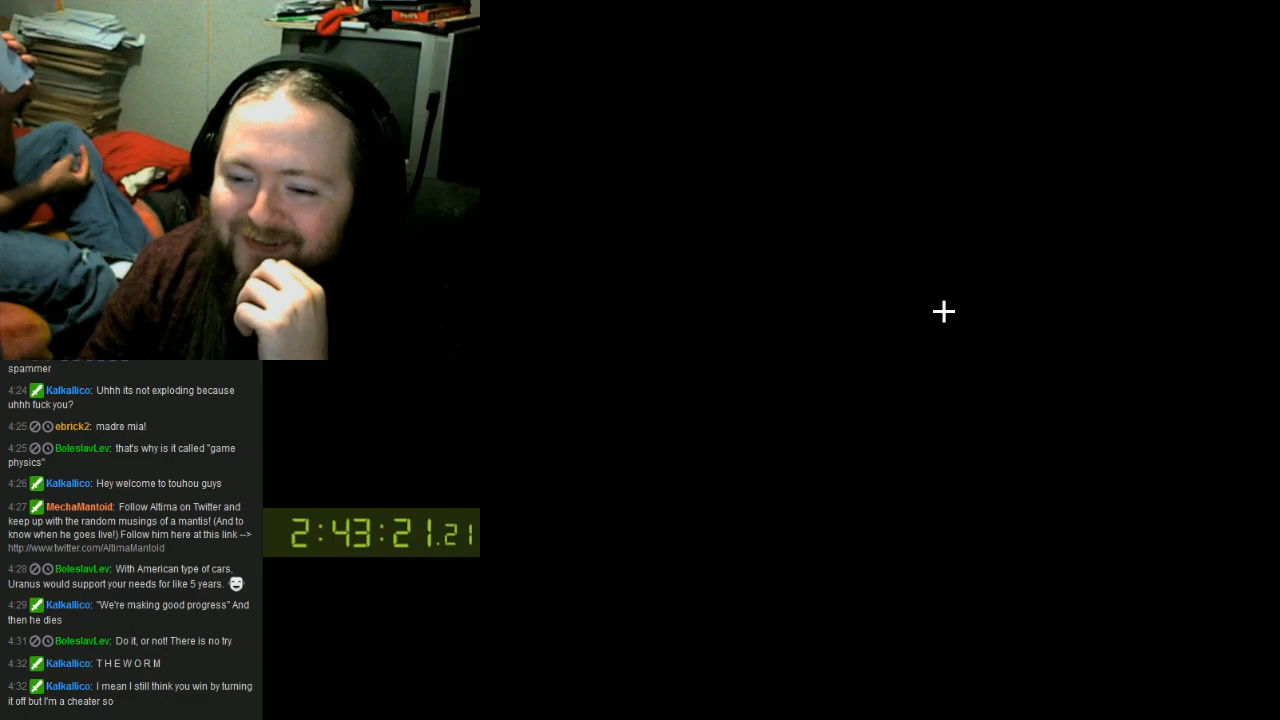 spammer
4:24 Kalkallico: Uhhh its not exploding because
uhhh fuck you?
4:25 ebrick2: madre mia!
4:25 BoleslavLev: that's why is it called "game
physics"
4:26 Kalkallico: Hey welcome to touhou guys
4:27 MechaMantoid: Follow Altima on Twitter and
keep up with the random musings of a mantis! (And to
know when he goes live!) Follow him here at this link -->
http://www.twitter.com/AltimaMantoid
4:28 BoleslavLev: With American type of cars,
Uranus would support your needs for like 5 years.
4:29 Kalkallico: "We're making good progress" And
then he dies
4:31 BoleslavLev: Do it, or not! There is no try.
4:32 Kalkallico: T H E W O R M
4:32 Kalkallico: I mean I still think you win by turning
it off but I'm a cheater so
2:43:21.21